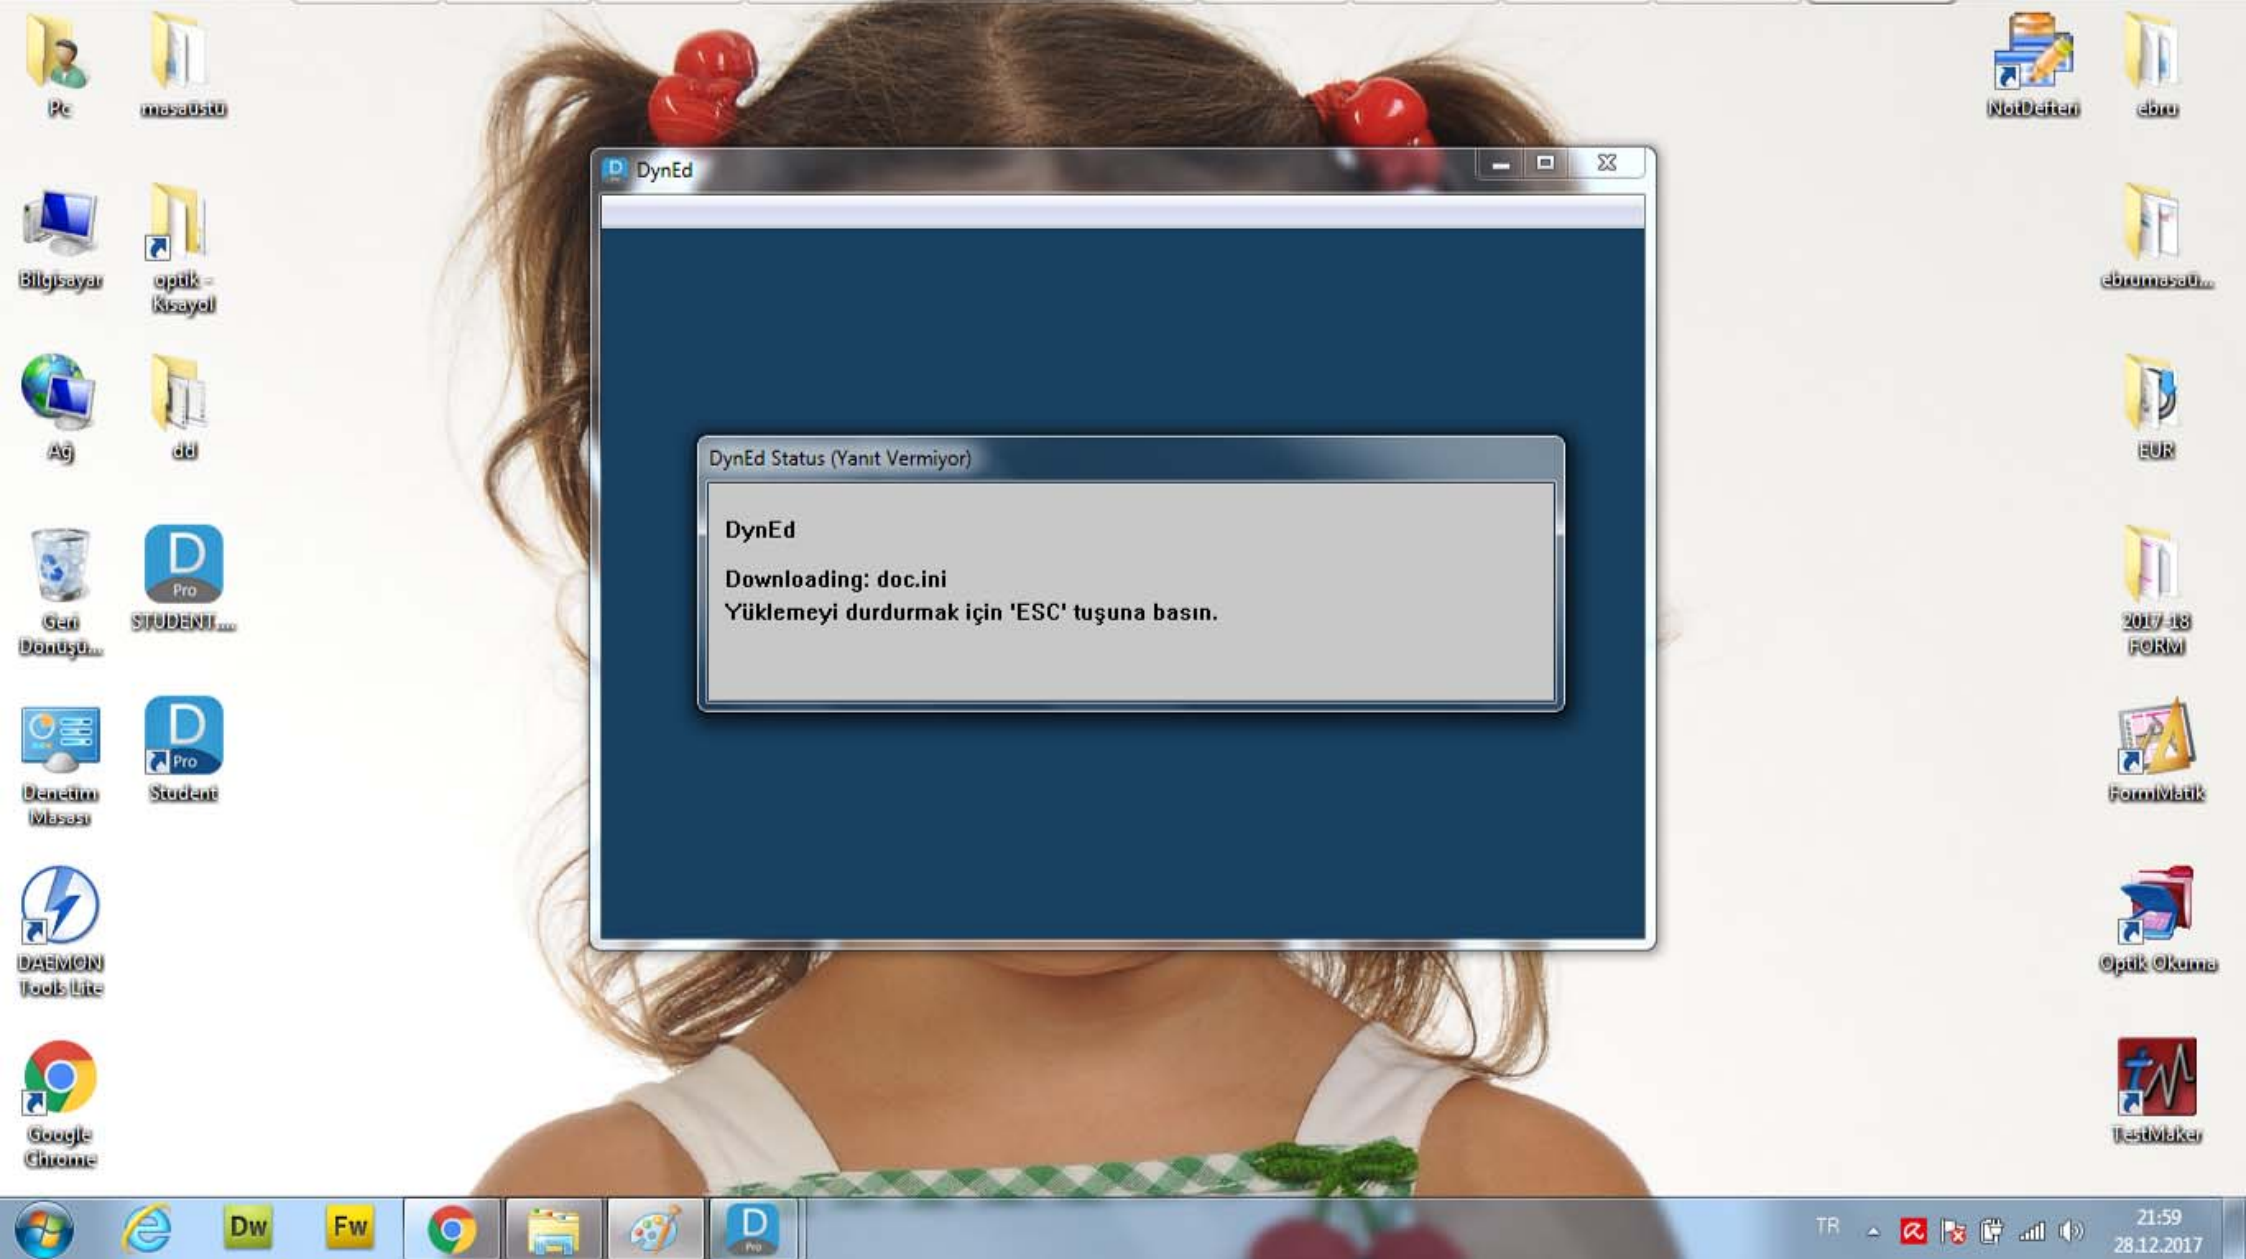 Pc
masaüstü
Bilgisayar
optik -
Kısayol
Ağ
dd
Geri
Dönüşü...
D
Pro
STUDENT....
Denetim
Masası
D
Pro
Student
DAEMON
Tools Lite
Google
Chrome
DynEd
DynEd Status (Yanıt Vermiyor)
DynEd
Downloading: doc.ini
Yüklemeyi durdurmak için 'ESC' tuşuna basın.
NotDefteri
ebru
ebrumasaü...
EUR
2017-18
FORM
FormMatik
Optik Okuma
TestMaker
Dw
Fw
D
Pro
TR
21:59
28.12.2017